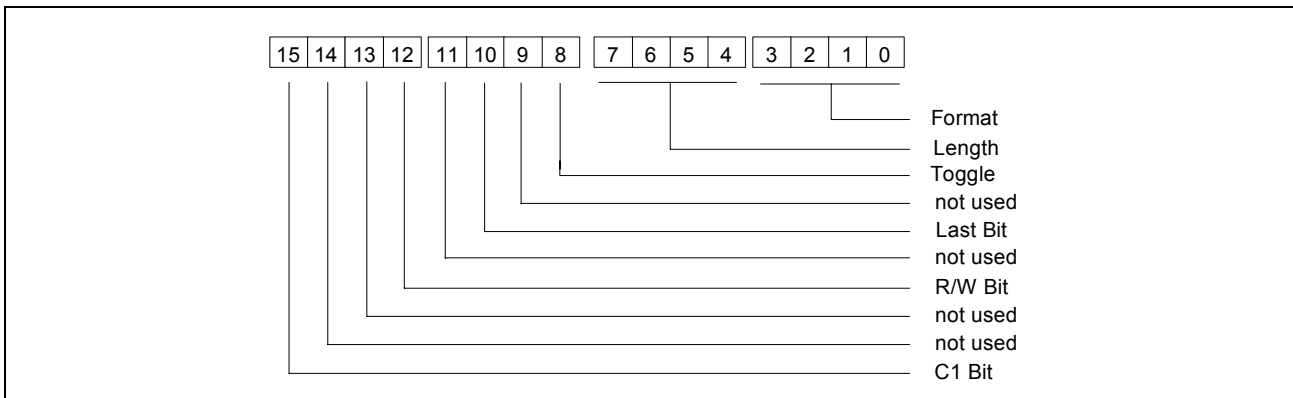 15 14 13 12 11 10 9 8 7 6 5 4 3 2 1 0
Format
Length
Toggle
not used
Last Bit
not used
R/W Bit
not used
not used
C1 Bit